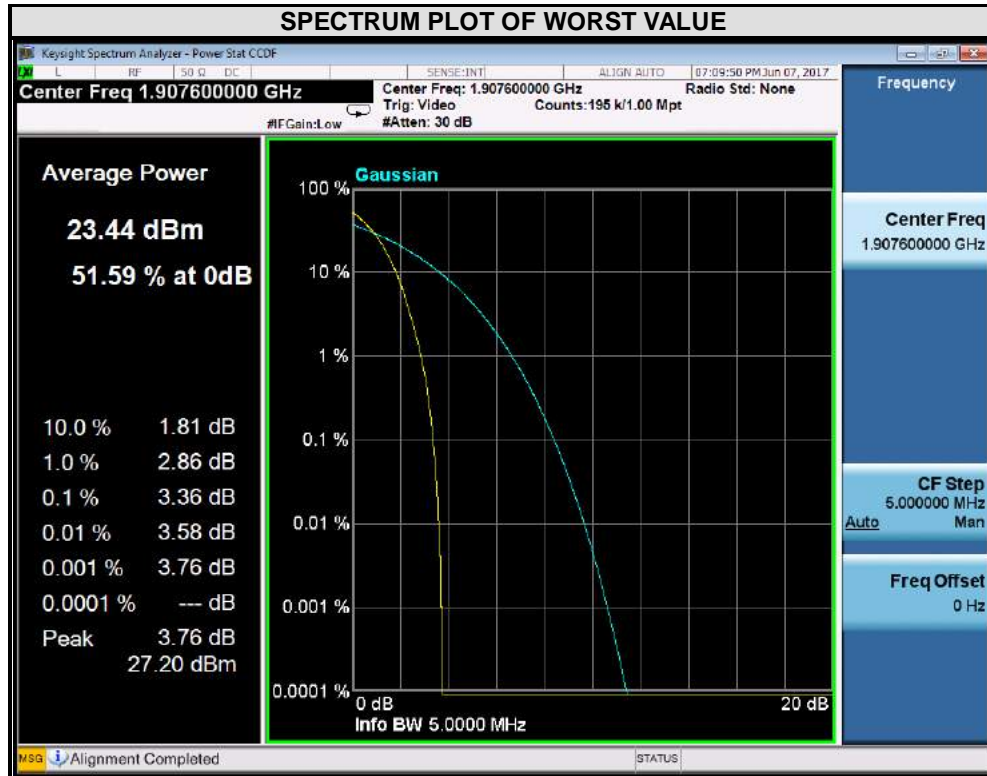 SPECTRUM PLOT OF WORST VALUE
Keysight Spectrum Analyzer - Power Stat CCDF
L RF 50 Ω DC SENSE:INT ALIGN AUTO 07:09:50 PM Jun 07, 2017
Center Freq 1.907600000 GHz
Center Freq: 1.907600000 GHz Radio Std: None
Trig: Video Counts:195 k/1.00 Mpt
#IFGain:Low #Atten: 30 dB
Average Power
23.44 dBm
51.59 % at 0dB
10.0 % 1.81 dB
1.0 % 2.86 dB
0.1 % 3.36 dB
0.01 % 3.58 dB
0.001 % 3.76 dB
0.0001 % --- dB
Peak 3.76 dB
27.20 dBm
Gaussian
100 %
10 %
1 %
0.1 %
0.01 %
0.001 %
0.0001 %
0 dB 20 dB
Info BW 5.0000 MHz
Frequency
Center Freq
1.907600000 GHz
CF Step
5.000000 MHz
Auto Man
Freq Offset
0 Hz
MSG Alignment Completed STATUS